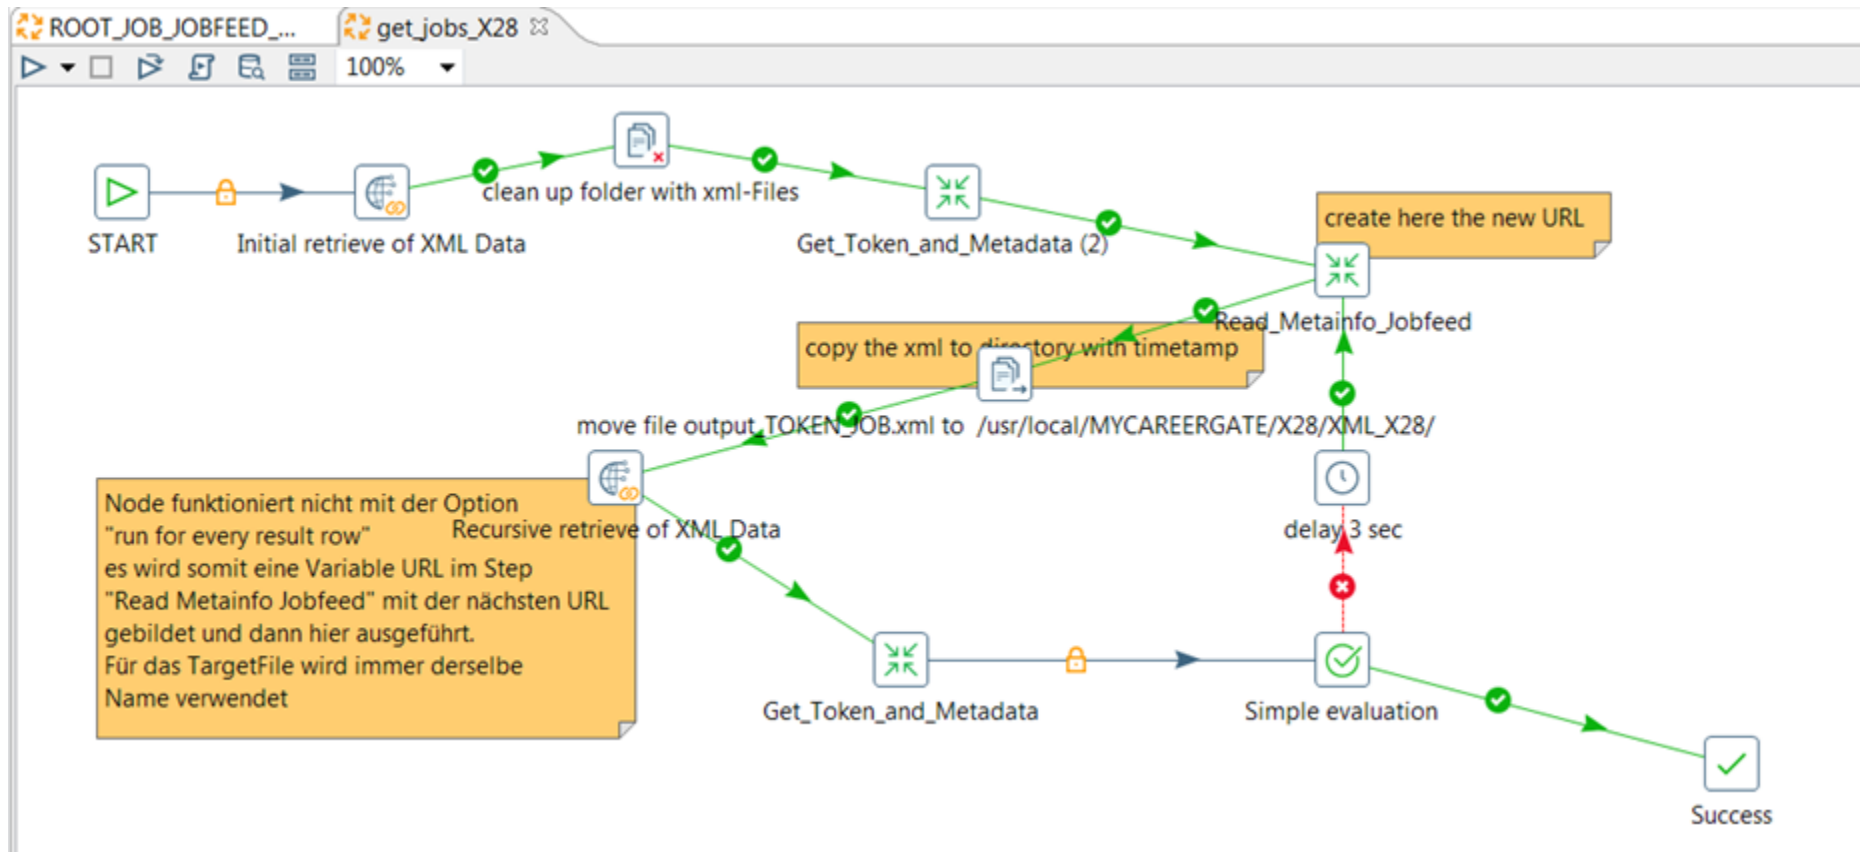 ROOT_JOB_JOBFEED_...
get_jobs_X28
100%
clean up folder with xml-Files
START
Initial retrieve of XML Data
Get_Token_and_Metadata (2)
create here the new URL
Read_Metainfo_Jobfeed
copy the xml to directory with timetamp
move file output_TOKEN_JOB.xml to /usr/local/MYCAREERGATE/X28/XML_X28/
Node funktioniert nicht mit der Option
"run for every result row"
es wird somit eine Variable URL im Step
"Read Metainfo Jobfeed" mit der nächsten URL
gebildet und dann hier ausgeführt.
Für das TargetFile wird immer derselbe
Name verwendet
Recursive retrieve of XML Data
delay 3 sec
Get_Token_and_Metadata
Simple evaluation
Success